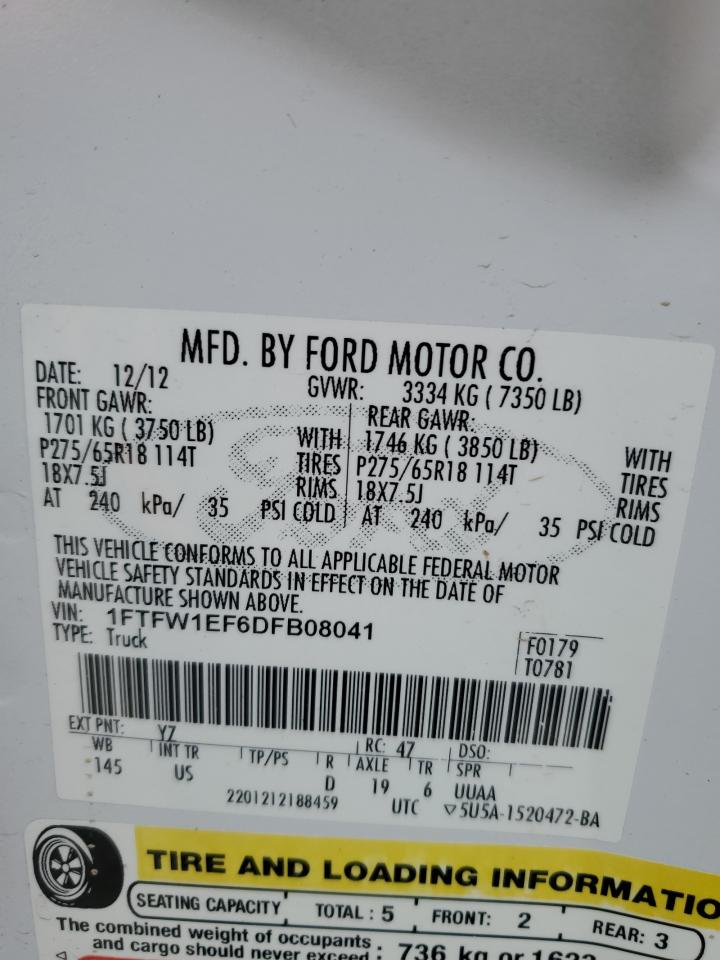 MFD. BY FORD MOTOR CO.
DATE: 12/12 GVWR: 3334 KG ( 7350 LB)
FRONT GAWR: REAR GAWR:
1701 KG ( 3750 LB) WITH 1746 KG ( 3850 LB) WITH
P275/65R18 114T TIRES P275/65R18 114T TIRES
18X7.5J RIMS 18X7.5J RIMS
AT 240 kPa/ 35 PSI COLD AT 240 kPa/ 35 PSI COLD
THIS VEHICLE CONFORMS TO ALL APPLICABLE FEDERAL MOTOR
VEHICLE SAFETY STANDARDS IN EFFECT ON THE DATE OF
MANUFACTURE SHOWN ABOVE.
VIN: 1FTFW1EF6DFB08041
TYPE: Truck F0179
T0781
EXT PNT: YZ RC: 47 DSO:
WB INT TR TP/PS R AXLE TR SPR
145 US D 19 6 UUAA
2201212188459 UTC ▽5U5A-1520472-BA
TIRE AND LOADING INFORMATIO
SEATING CAPACITY TOTAL : 5 FRONT: 2 REAR: 3
The combined weight of occupants
and cargo should never exceed : 736 kg or